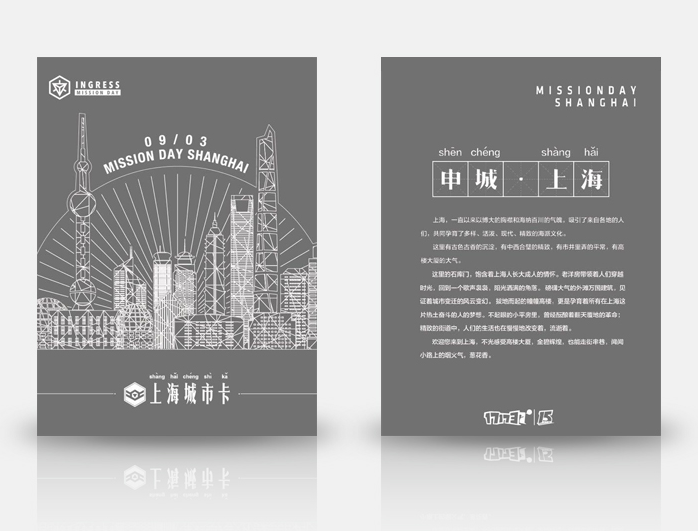 INGRESS
MISSION DAY
09/03
MISSION DAY SHANGHAI
shàng hǎi chéng shì kǎ
上海城市卡
MISSIONDAY
SHANGHAI
shēn chéng shàng hǎi
申城·上海
上海，一直以来以博大的胸襟和海纳百川的气魄，吸引了来自各地的人
们，共同孕育了多样、活泼、现代、精致的海派文化。
这里有古色古香的沉淀，有中西合璧的精致，有市井里弄的平常，有高
楼大厦的大气。
这里的石库门，饱含着上海人长大成人的情怀。老洋房带领着人们穿越
时光，回到一个歌声袅袅，阳光洒满的角落。雄伟大气的外滩万国建筑，见
证着城市变迁的风云变幻。拔地而起的幢幢高楼，更是孕育着所有在上海这
片热土奋斗的人的梦想。不起眼的小平房里，曾经酝酿着翻天覆地的革命；
精致的街道中，人们的生活也在慢慢地改变着，流逝着。
欢迎您来到上海，不光感受高楼大厦，金碧辉煌，也能走街串巷，闻闻
小路上的烟火气，葱花香。